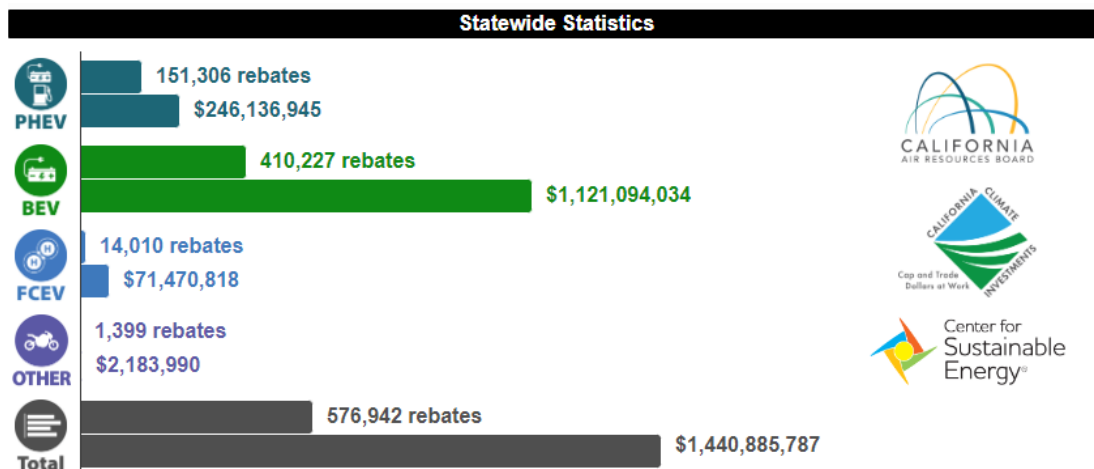 Statewide Statistics
PHEV
151,306 rebates
$246,136,945
BEV
410,227 rebates
$1,121,094,034
H H
FCEV
14,010 rebates
$71,470,818
OTHER
1,399 rebates
$2,183,990
Total
576,942 rebates
$1,440,885,787
CALIFORNIA
AIR RESOURCES BOARD
CALIFORNIA CLIMATE
INVESTMENTS
Cap and Trade
Dollars at Work
Center for
Sustainable
Energy®